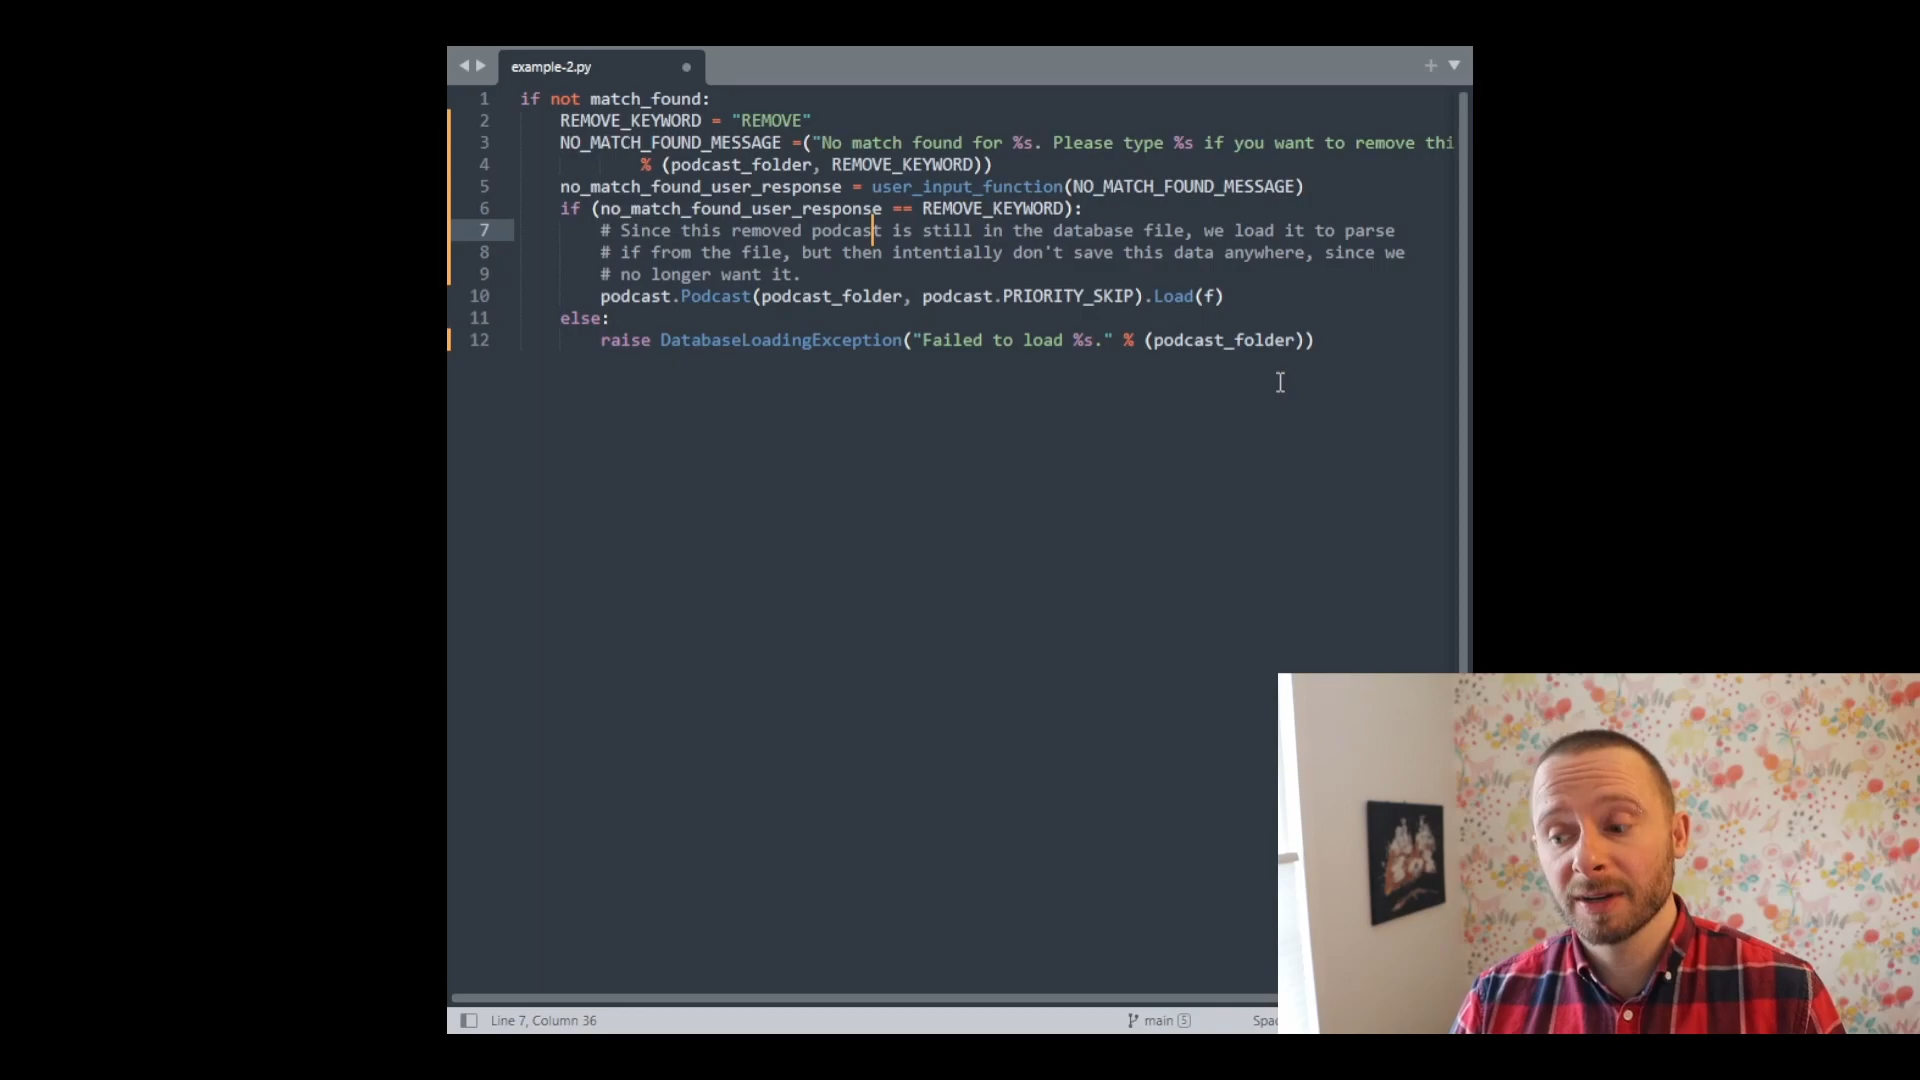 example-2.py
1 if not match_found:
2 REMOVE_KEYWORD = "REMOVE"
3 NO_MATCH_FOUND_MESSAGE =("No match found for %s. Please type %s if you want to remove thi
4 % (podcast_folder, REMOVE_KEYWORD))
5 no_match_found_user_response = user_input_function(NO_MATCH_FOUND_MESSAGE)
6 if (no_match_found_user_response == REMOVE_KEYWORD):
7 # Since this removed podcast is still in the database file, we load it to parse
8 # if from the file, but then intentially don't save this data anywhere, since we
9 # no longer want it.
10 podcast.Podcast(podcast_folder, podcast.PRIORITY_SKIP).Load(f)
11 else:
12 raise DatabaseLoadingException("Failed to load %s." % (podcast_folder))
Line 7, Column 36
main 5
Spac